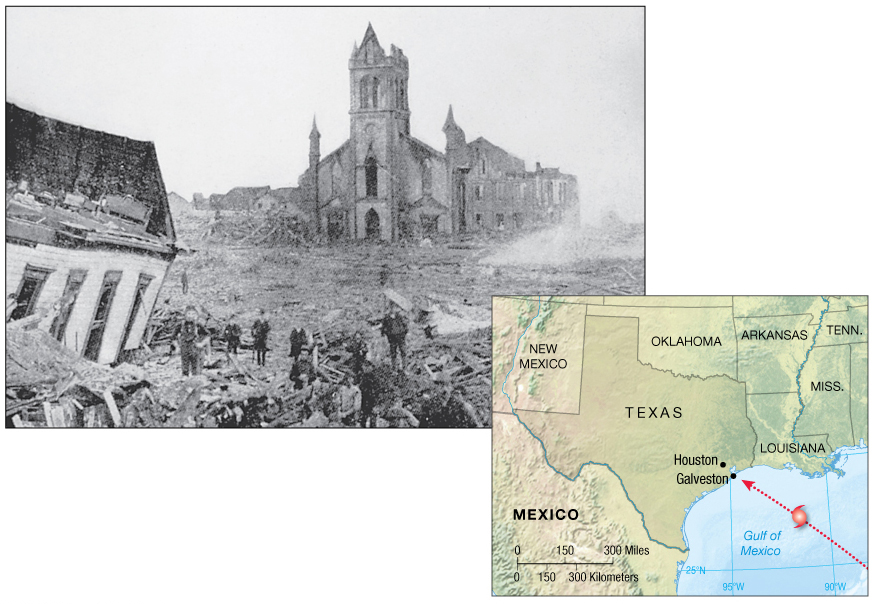 NEW
MEXICO
OKLAHOMA
ARKANSAS
TENN.
MISS.
TEXAS
LOUISIANA
Houston
Galveston
MEXICO
Gulf of
Mexico
0 150 300 Miles
0 150 300 Kilometers
25°N
95°W
90°W